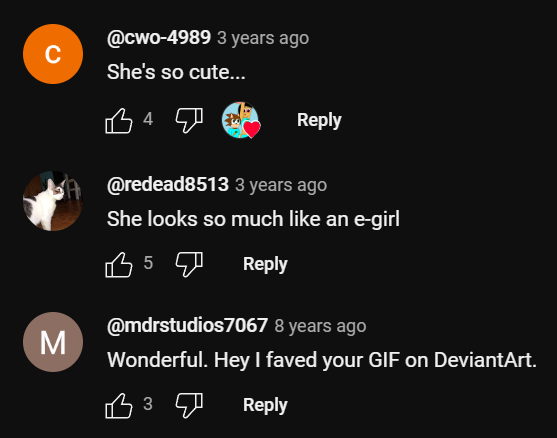 C
@cwo-4989 3 years ago
She's so cute...
4 Reply
@redead8513 3 years ago
She looks so much like an e-girl
5 Reply
M
@mdrstudios7067 8 years ago
Wonderful. Hey I faved your GIF on DeviantArt.
3 Reply